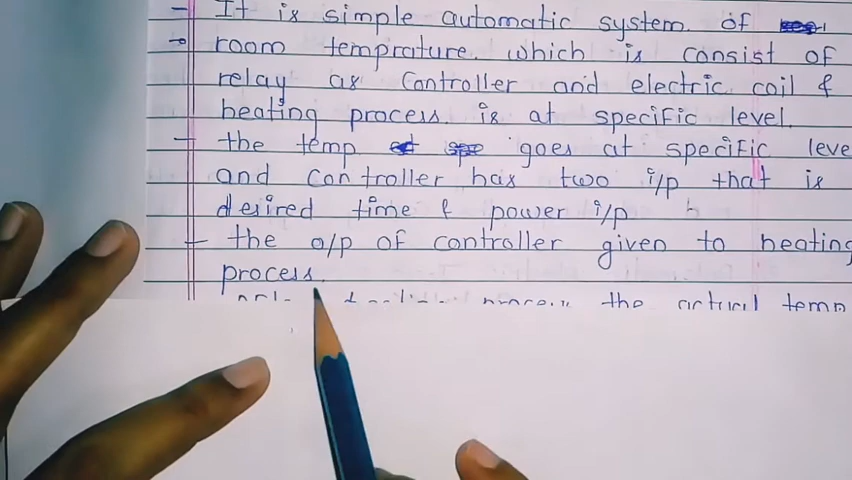 - It is simple automatic system of
- room temprature which is consist of
relay as controller and electric coil &
heating process is at specific level.
- the temp goes at specific leve
and controller has two i/p that is
desired time & power i/p
- the o/p of controller given to heating
process.
the actual temp